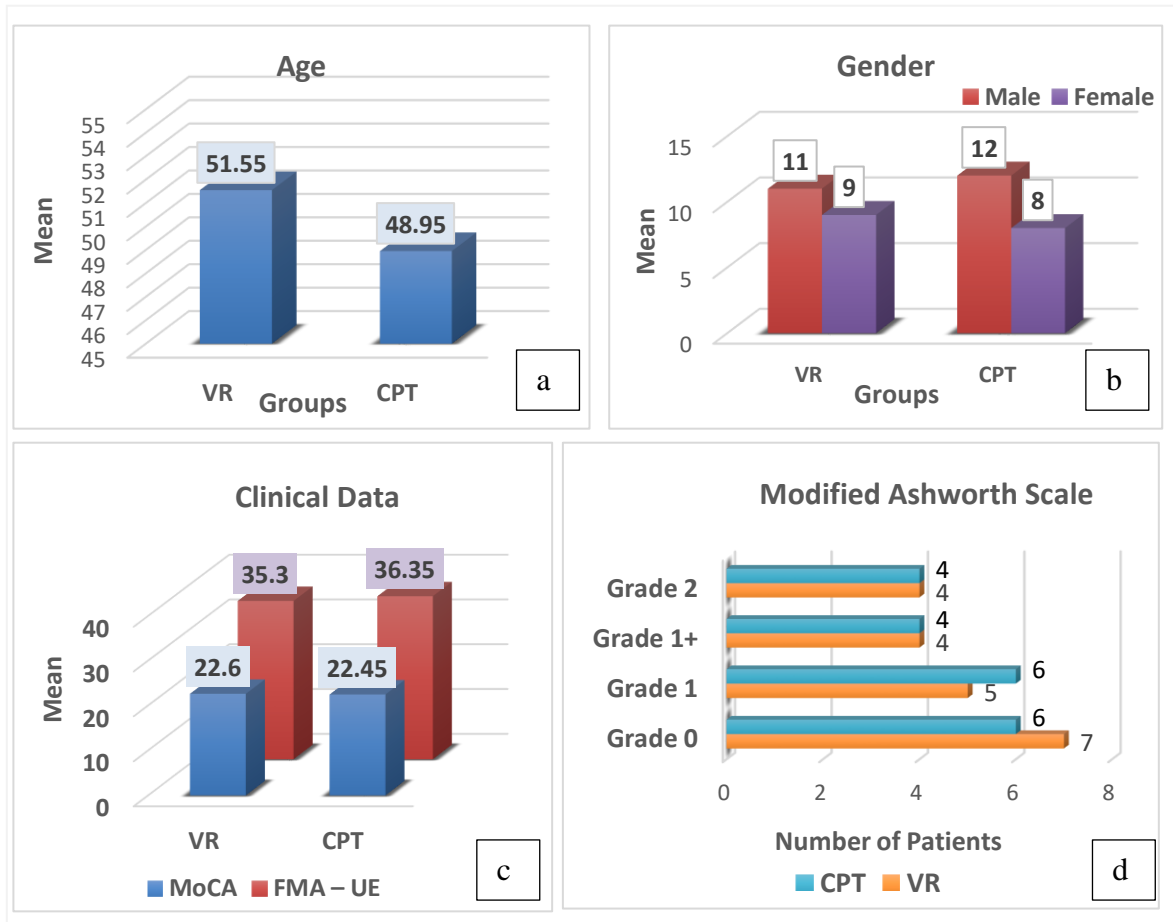 Age
55
54
53
52
51
50
49
48
47
46
45
Mean
51.55
48.95
VR
CPT
Groups
a
Gender
Male Female
15
10
5
0
Mean
11
9
12
8
VR
CPT
Groups
b
Clinical Data
40
30
20
10
0
Mean
35.3
36.35
22.6
22.45
VR
CPT
MoCA FMA – UE
c
Modified Ashworth Scale
Grade 2
4
4
Grade 1+
4
4
Grade 1
6
5
Grade 0
6
7
0 2 4 6 8
Number of Patients
CPT VR
d